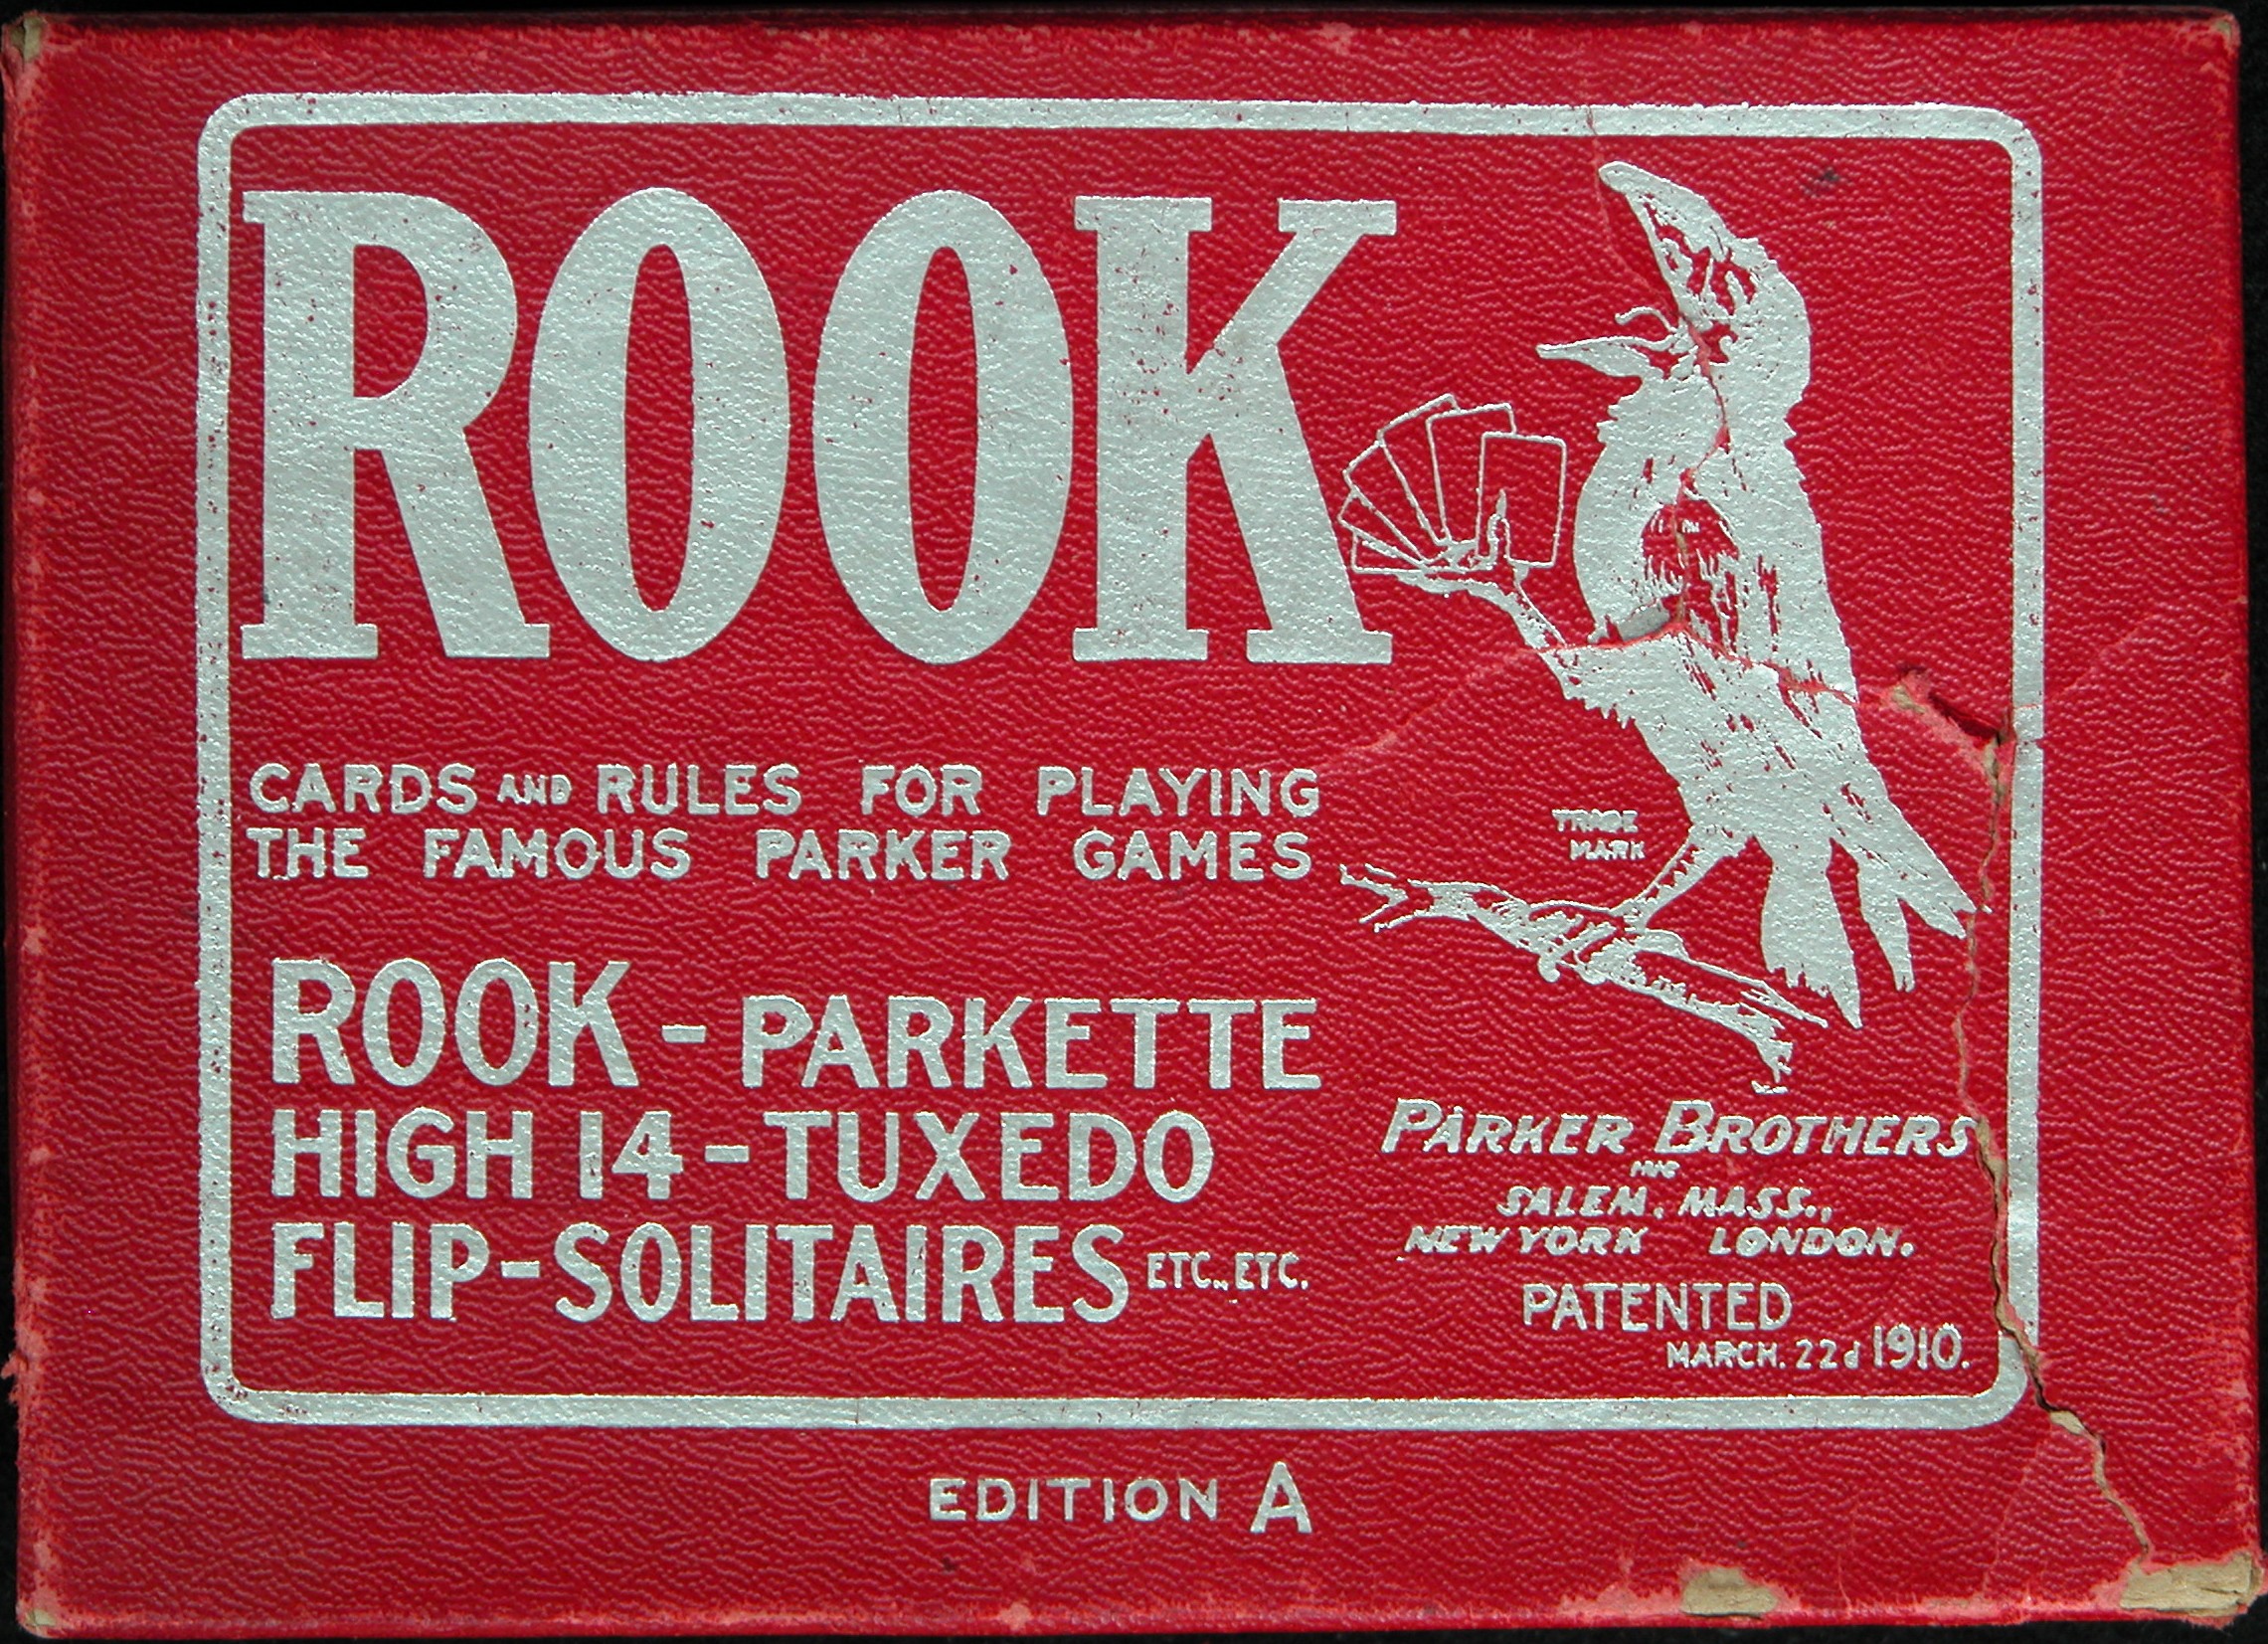 ROOK
CARDS AND RULES FOR PLAYING
THE FAMOUS PARKER GAMES
TRADE
MARK
ROOK - PARKETTE
HIGH 14 - TUXEDO
FLIP - SOLITAIRES ETC., ETC.
PARKER BROTHERS
INC
SALEM, MASS.,
NEW YORK LONDON.
PATENTED
MARCH. 22d 1910.
EDITION A